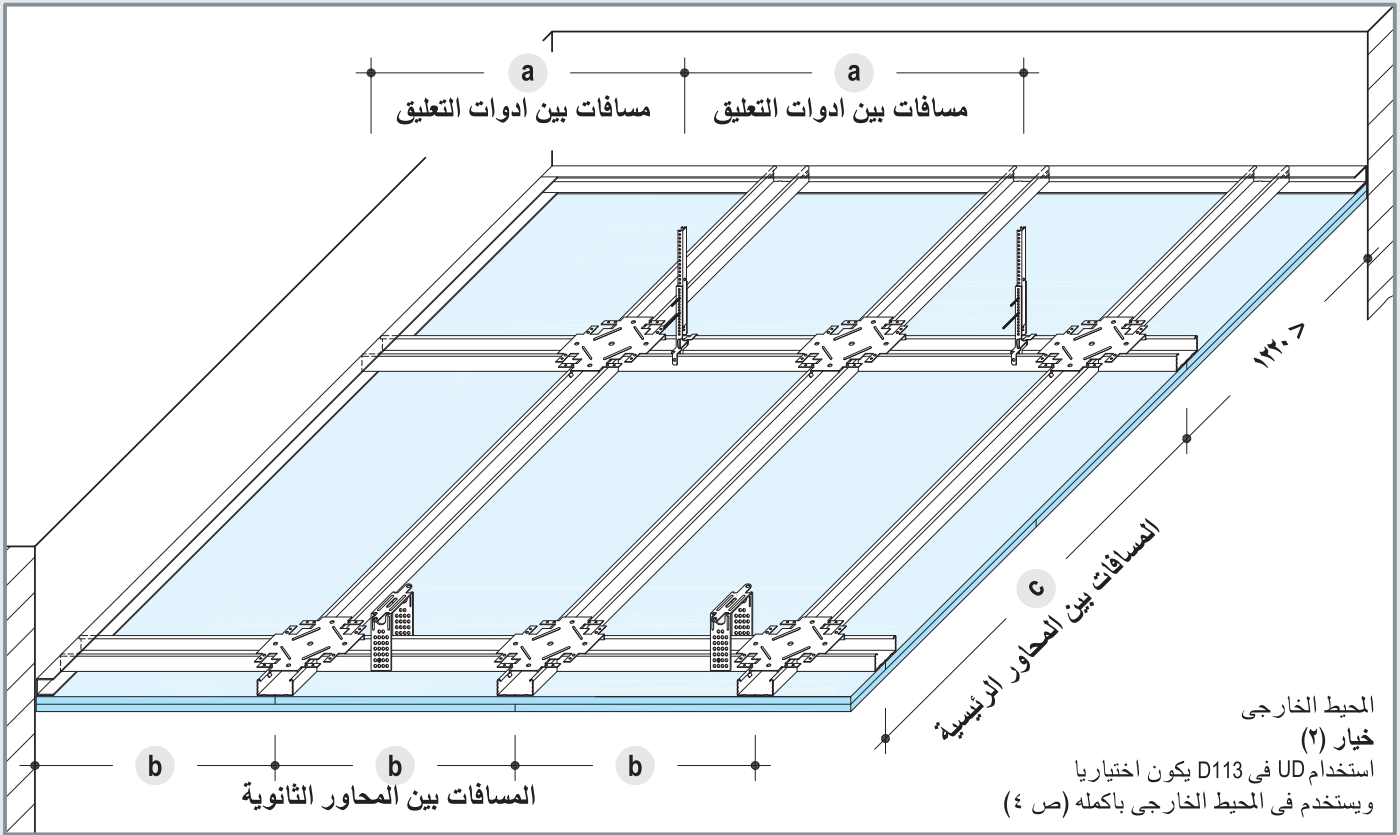 a
a
مسافات بين ادوات التعليق
مسافات بين ادوات التعليق
< ١٢٢٠
c
المسافات بين المحاور الرئيسية
b
b
b
المسافات بين المحاور الثانوية
المحيط الخارجى
خيار (٢)
استخدام UD فى D113 يكون اختياريا
ويستخدم فى المحيط الخارجى باكمله (ص ٤)